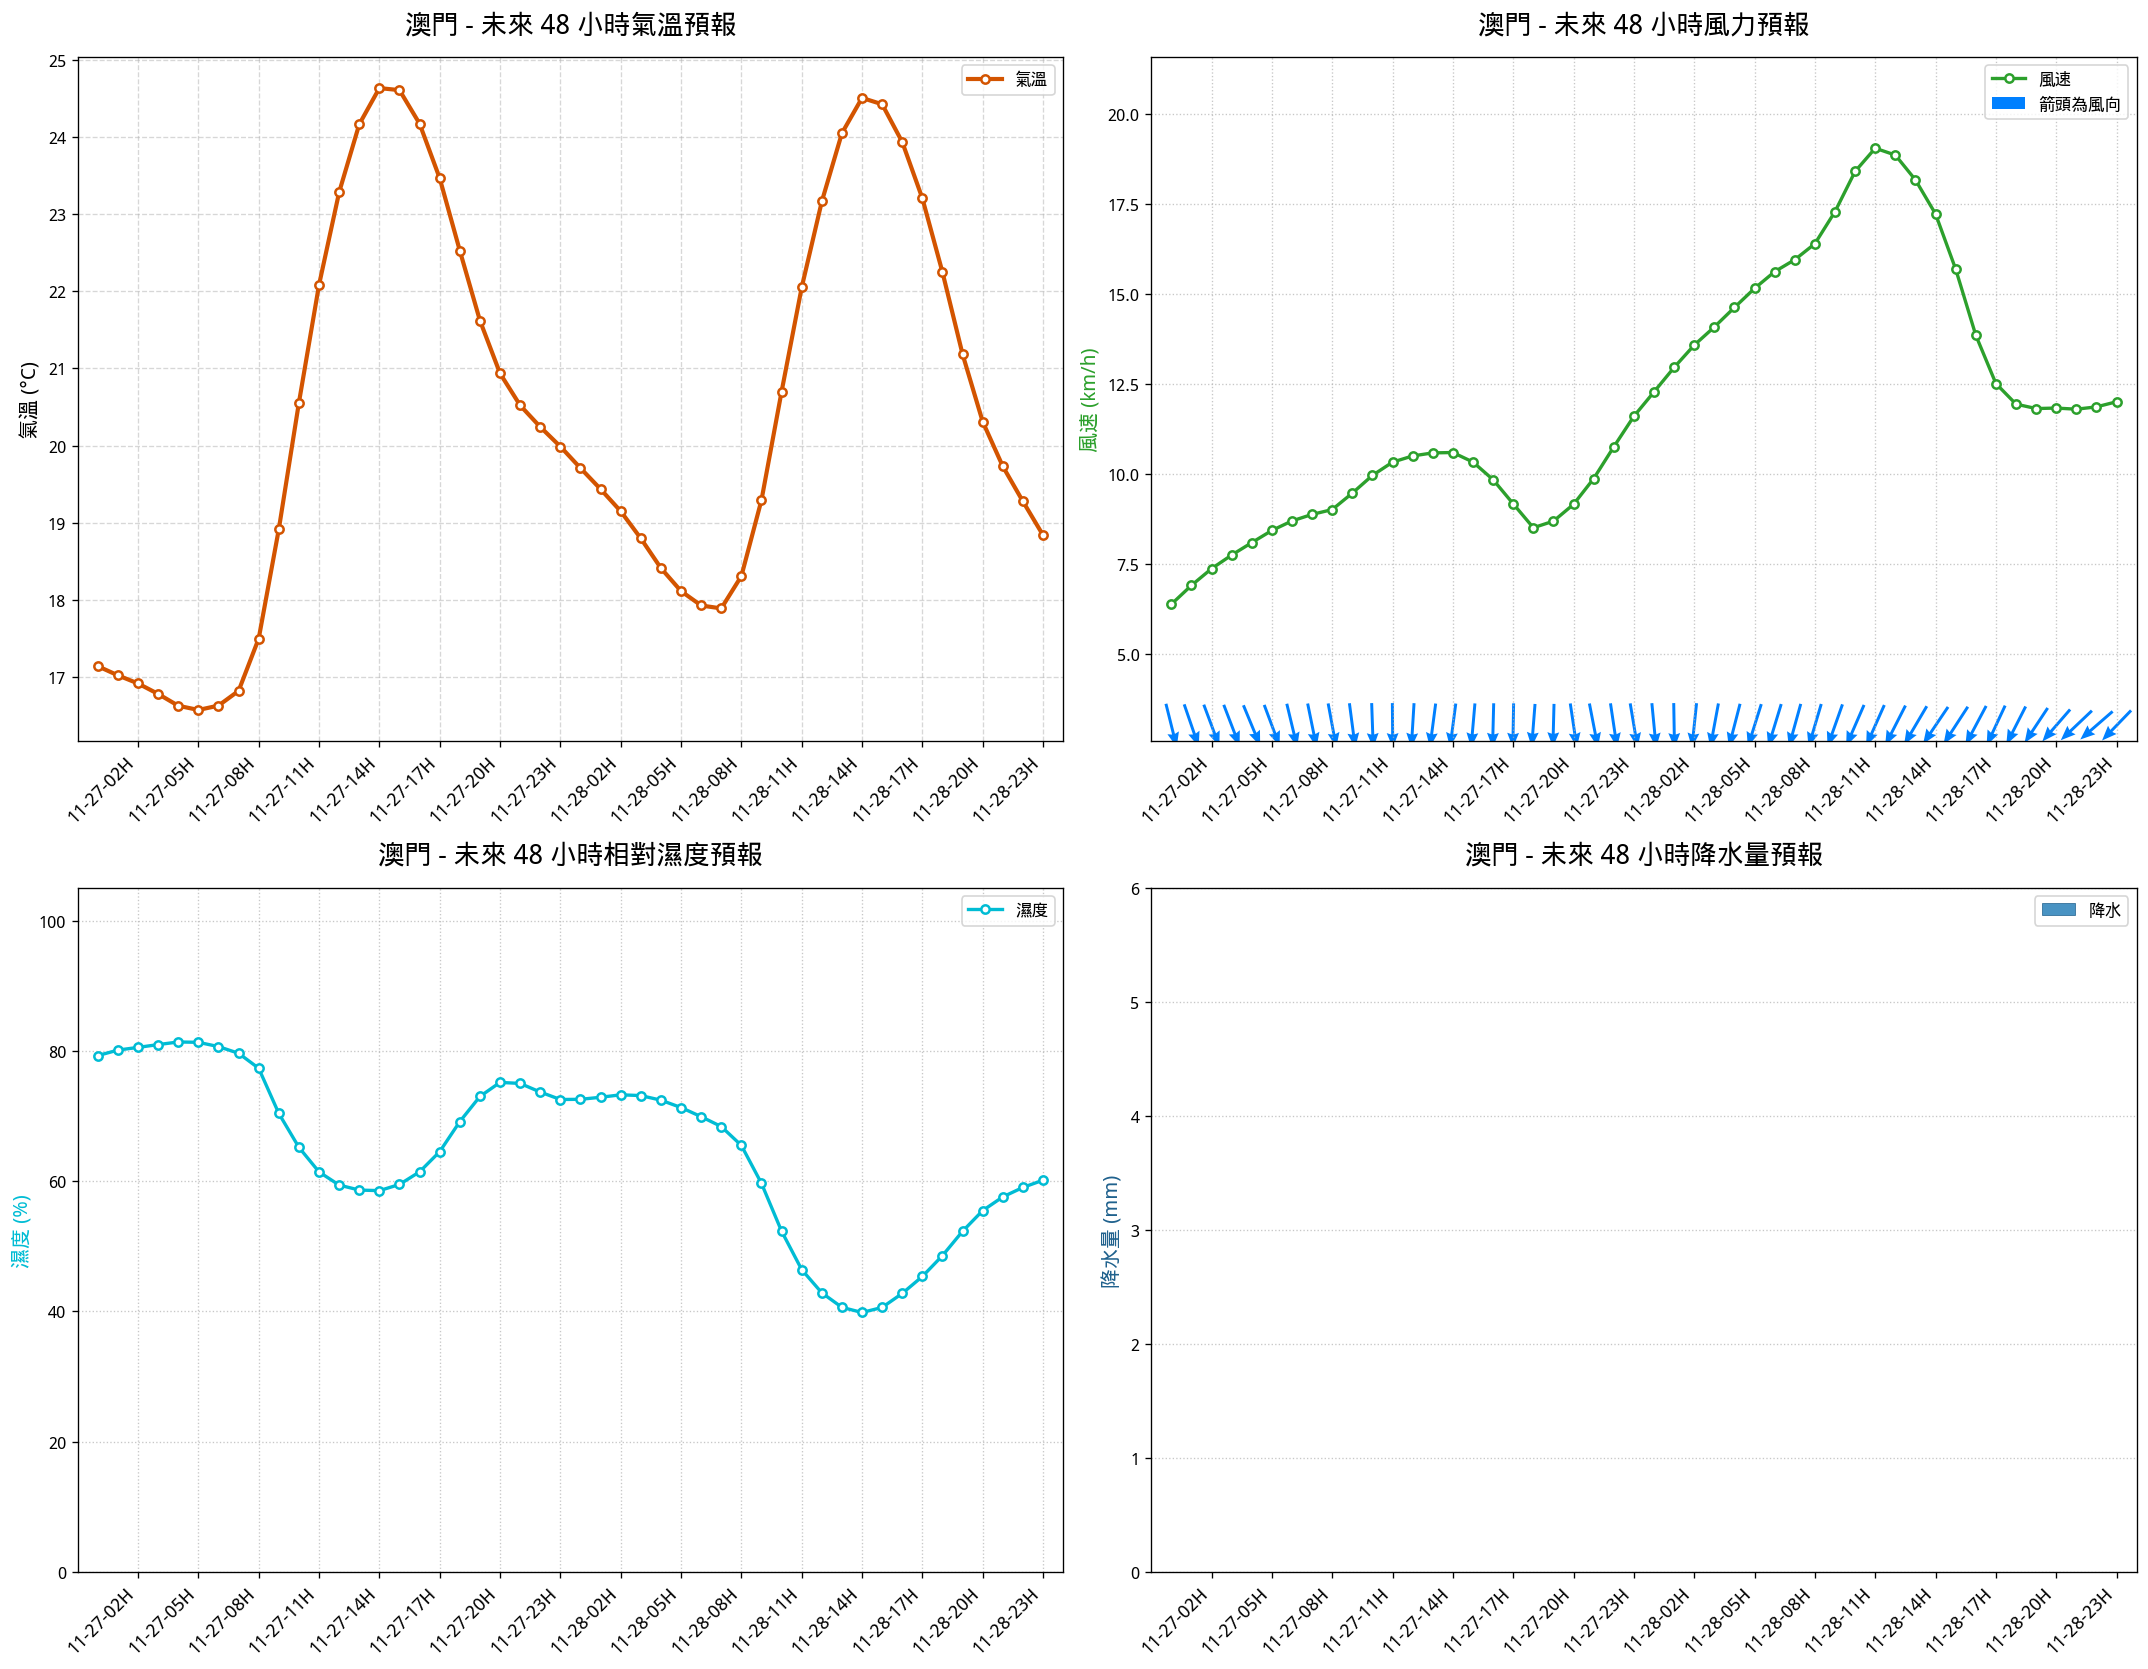 澳門 - 未來 48 小時氣溫預報
25
24
23
22
21
20
19
18
17
氣溫 (°C)
氣溫
11-27-02H
11-27-05H
11-27-08H
11-27-11H
11-27-14H
11-27-17H
11-27-20H
11-27-23H
11-28-02H
11-28-05H
11-28-08H
11-28-11H
11-28-14H
11-28-17H
11-28-20H
11-28-23H
澳門 - 未來 48 小時風力預報
20.0
17.5
15.0
12.5
10.0
7.5
5.0
風速 (km/h)
風速
箭頭為風向
11-27-02H
11-27-05H
11-27-08H
11-27-11H
11-27-14H
11-27-17H
11-27-20H
11-27-23H
11-28-02H
11-28-05H
11-28-08H
11-28-11H
11-28-14H
11-28-17H
11-28-20H
11-28-23H
澳門 - 未來 48 小時相對濕度預報
100
80
60
40
20
0
濕度 (%)
濕度
11-27-02H
11-27-05H
11-27-08H
11-27-11H
11-27-14H
11-27-17H
11-27-20H
11-27-23H
11-28-02H
11-28-05H
11-28-08H
11-28-11H
11-28-14H
11-28-17H
11-28-20H
11-28-23H
澳門 - 未來 48 小時降水量預報
6
5
4
3
2
1
0
降水量 (mm)
降水
11-27-02H
11-27-05H
11-27-08H
11-27-11H
11-27-14H
11-27-17H
11-27-20H
11-27-23H
11-28-02H
11-28-05H
11-28-08H
11-28-11H
11-28-14H
11-28-17H
11-28-20H
11-28-23H